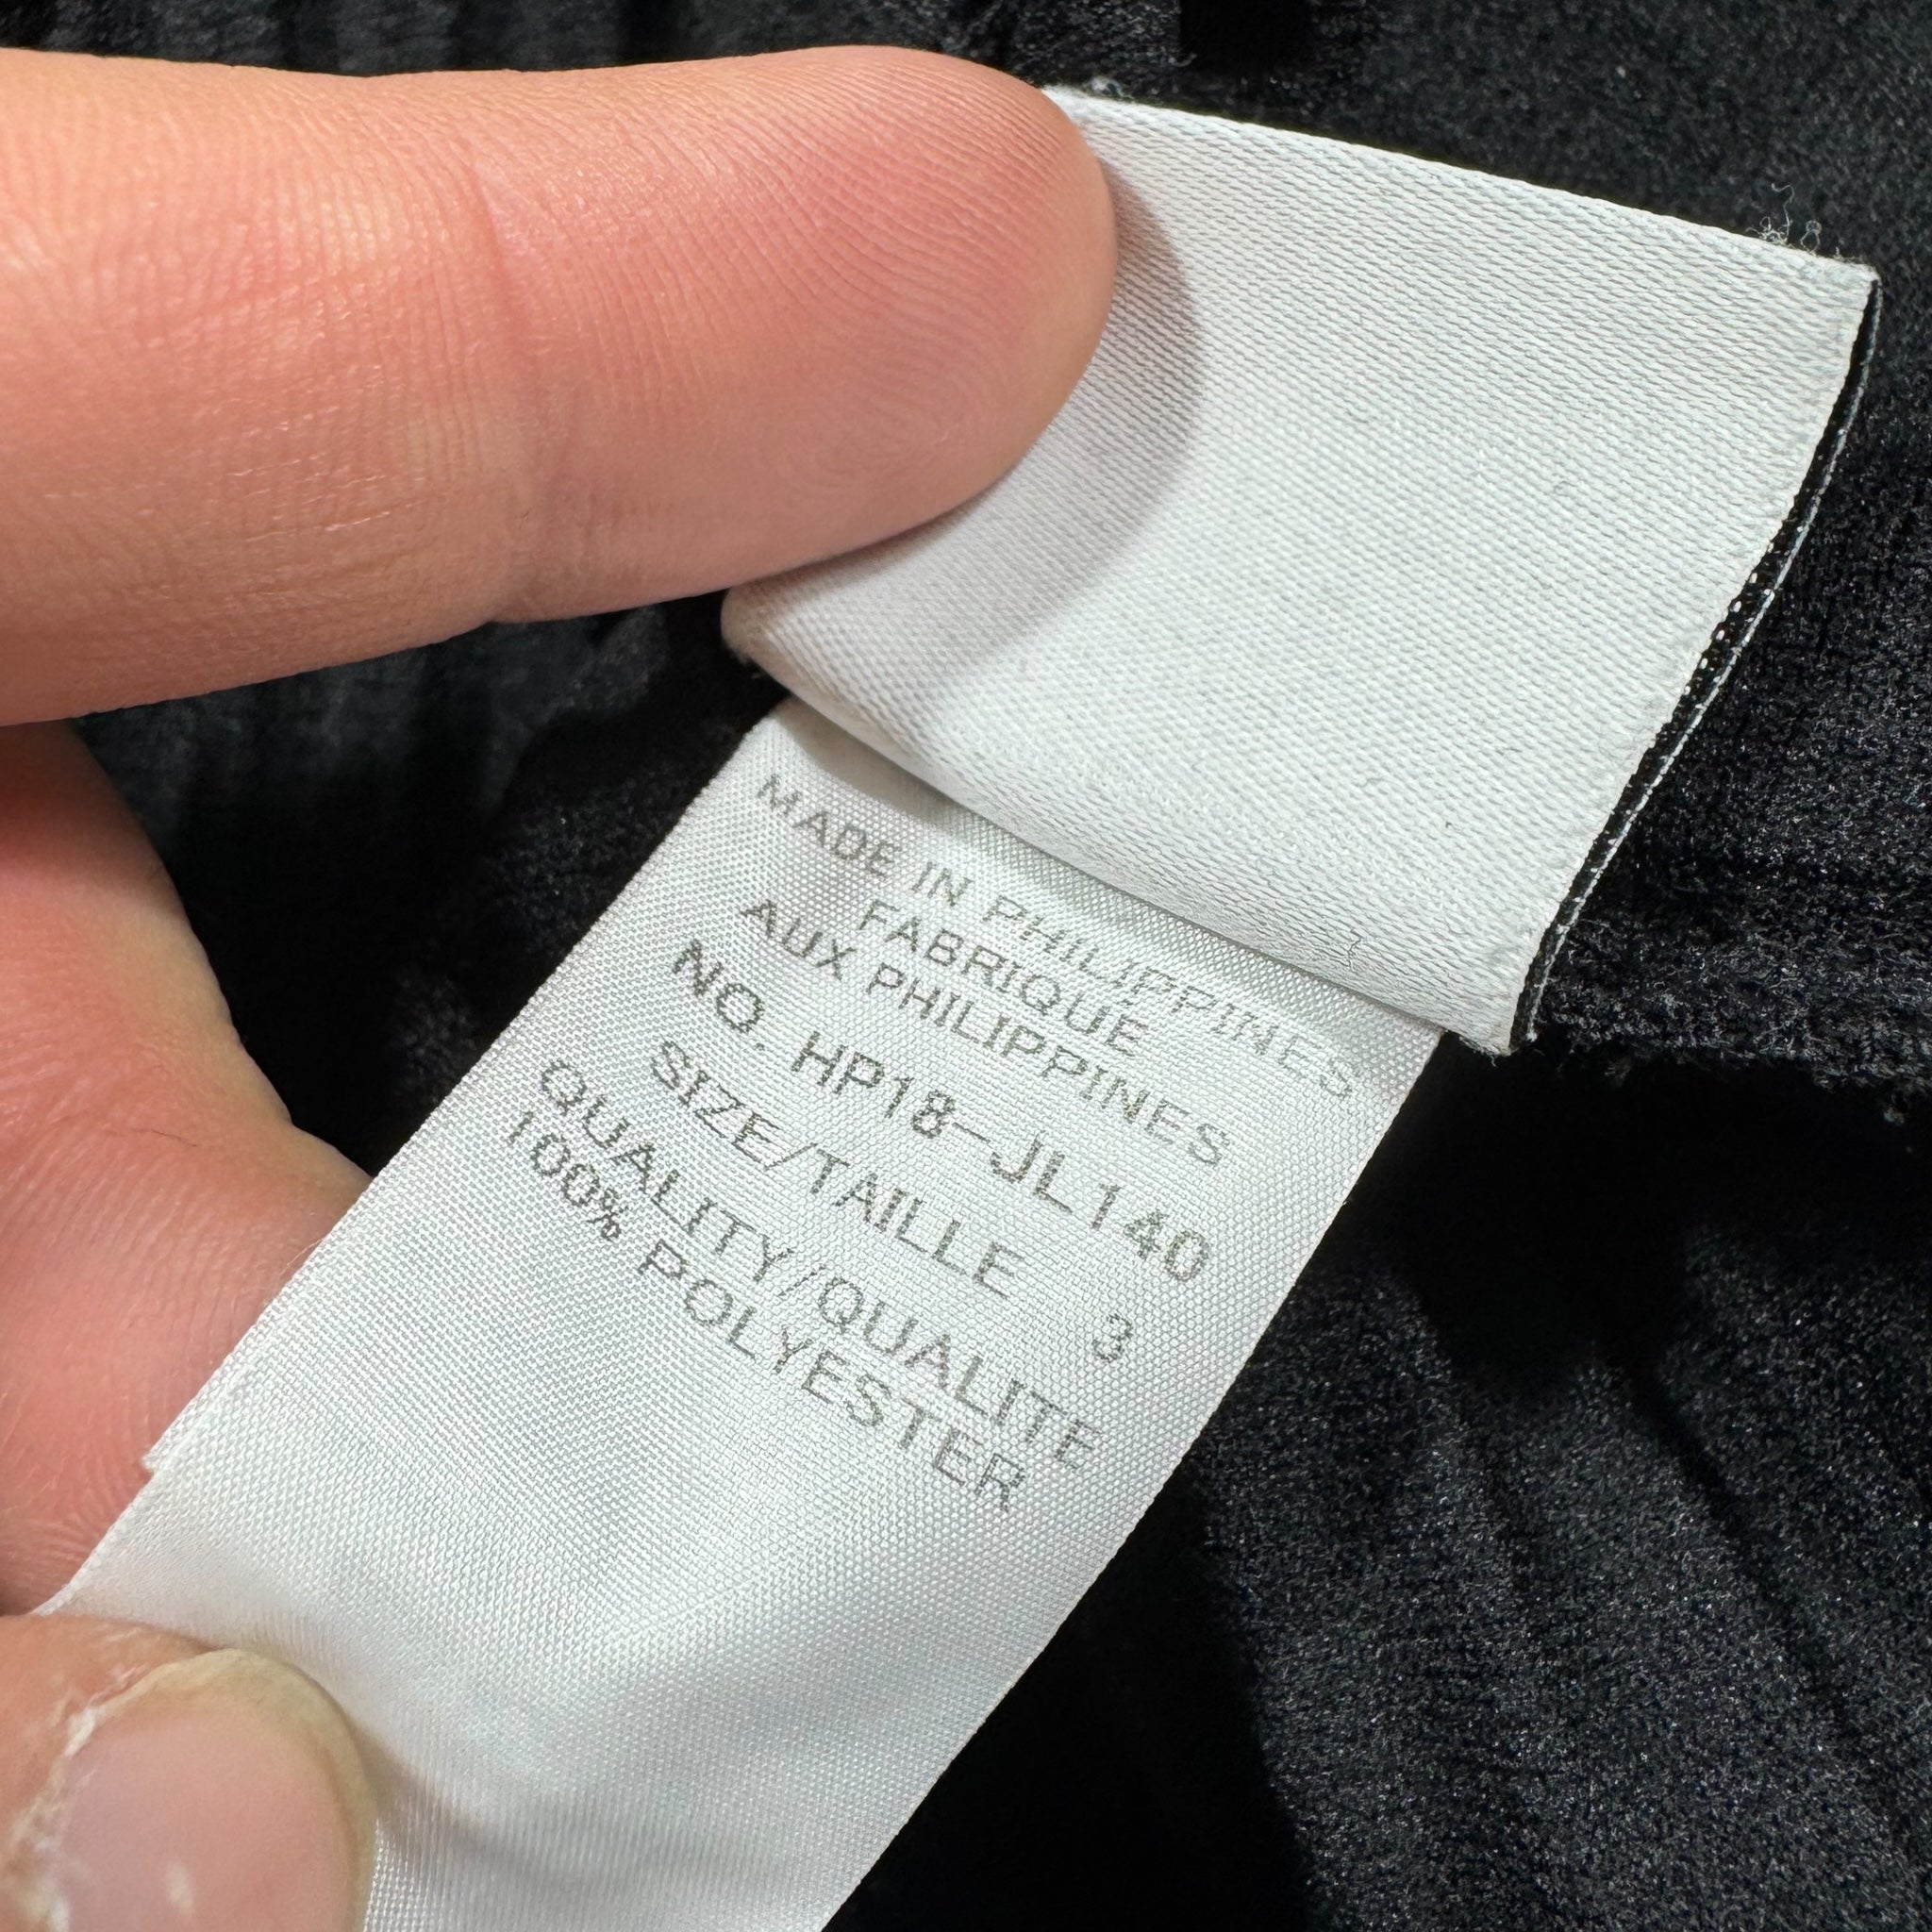 MADE IN PHILIPPINES
FABRIQUE
AUX PHILIPPINES
NO. HP18-JL140
SIZE/TAILLE 3
QUALITY/QUALITE
100% POLYESTER